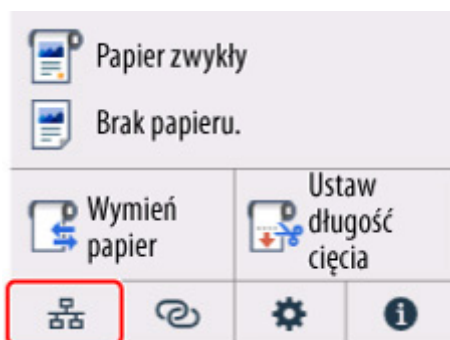 Papier zwykły
Brak papieru.
Wymień
papier
Ustaw
długość
cięcia